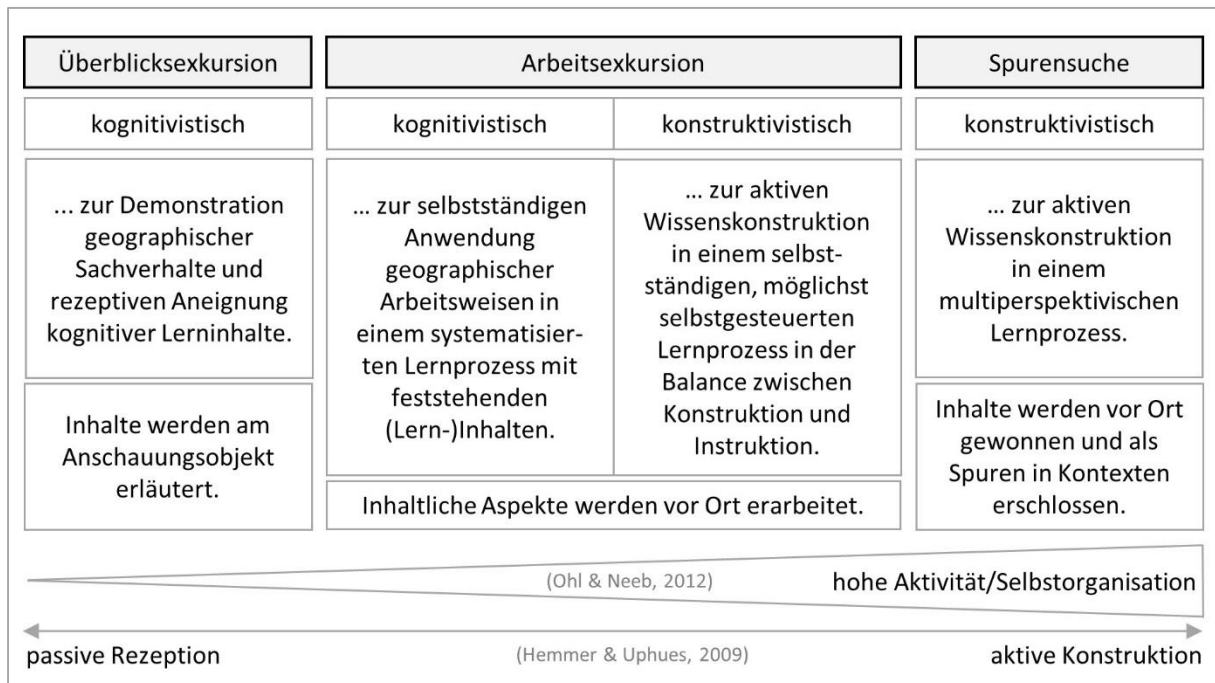 Überblicksexkursion
Arbeitsexkursion
Spurensuche
kognitivistisch
kognitivistisch
konstruktivistisch
konstruktivistisch
... zur Demonstration
geographischer
Sachverhalte und
rezeptiven Aneignung
kognitiver Lerninhalte.
Inhalte werden am
Anschauungsobjekt
erläutert.
... zur selbstständigen
Anwendung
geographischer
Arbeitsweisen in
einem systematisier-
ten Lernprozess mit
feststehenden
(Lern-)Inhalten.
... zur aktiven
Wissenskonstruktion
in einem selbst-
ständigen, möglichst
selbstgesteuerten
Lernprozess in der
Balance zwischen
Konstruktion und
Instruktion.
Inhaltliche Aspekte werden vor Ort erarbeitet.
... zur aktiven
Wissenskonstruktion
in einem
multiperspektivischen
Lernprozess.
Inhalte werden vor Ort
gewonnen und als
Spuren in Kontexten
erschlossen.
(Ohl & Neeb, 2012)
hohe Aktivität/Selbstorganisation
passive Rezeption
(Hemmer & Uphues, 2009)
aktive Konstruktion